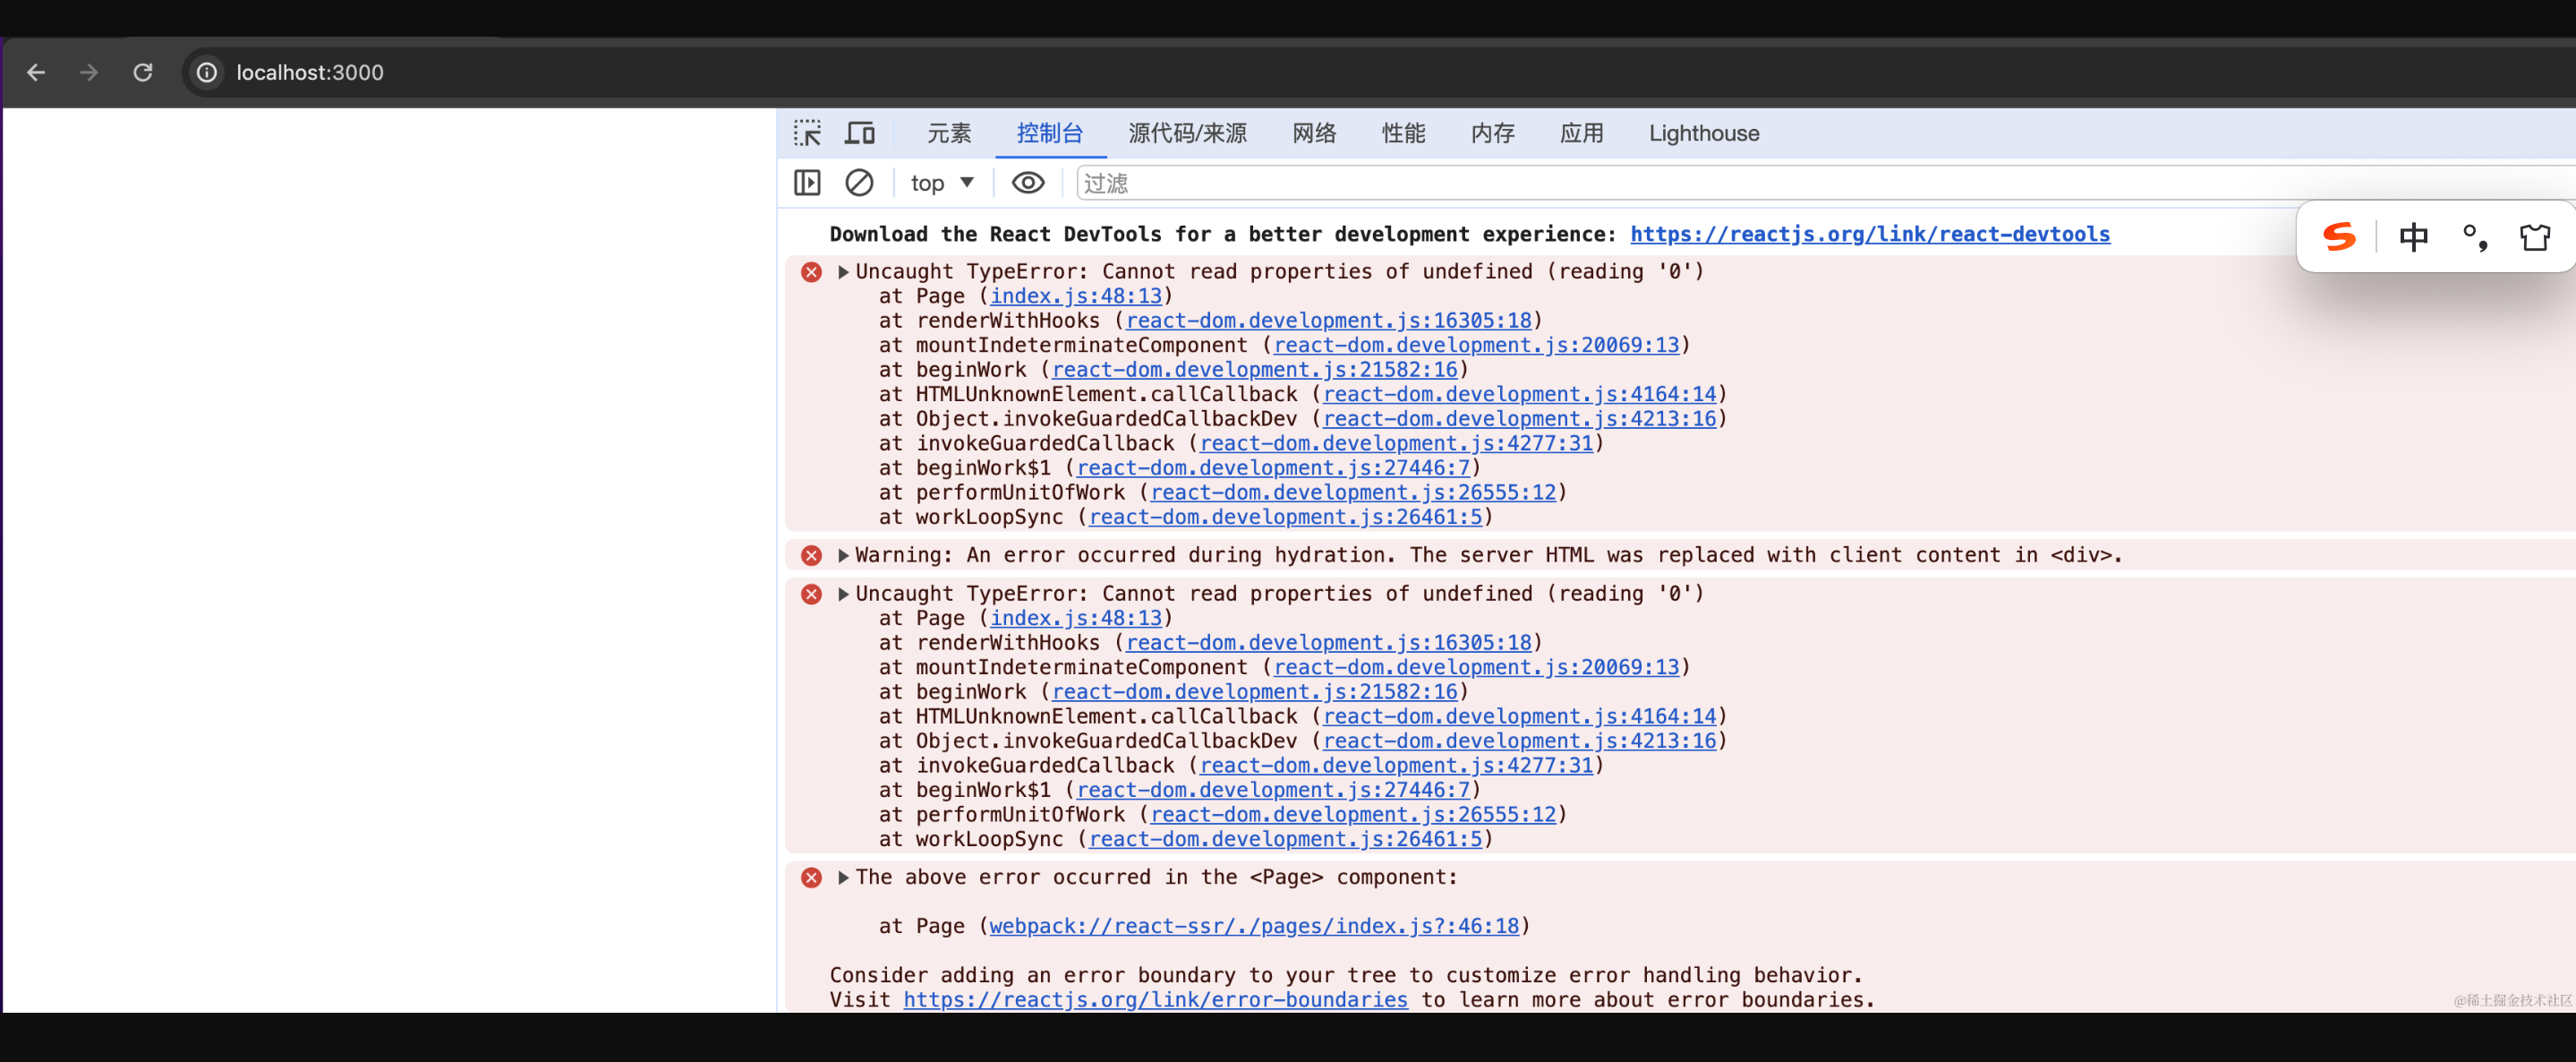 localhost:3000
元素 控制台 源代码/来源 网络 性能 内存 应用 Lighthouse
top 过滤
Download the React DevTools for a better development experience: https://reactjs.org/link/react-devtools
中
Uncaught TypeError: Cannot read properties of undefined (reading '0')
at Page (index.js:48:13)
at renderWithHooks (react-dom.development.js:16305:18)
at mountIndeterminateComponent (react-dom.development.js:20069:13)
at beginWork (react-dom.development.js:21582:16)
at HTMLUnknownElement.callCallback (react-dom.development.js:4164:14)
at Object.invokeGuardedCallbackDev (react-dom.development.js:4213:16)
at invokeGuardedCallback (react-dom.development.js:4277:31)
at beginWork$1 (react-dom.development.js:27446:7)
at performUnitOfWork (react-dom.development.js:26555:12)
at workLoopSync (react-dom.development.js:26461:5)
Warning: An error occurred during hydration. The server HTML was replaced with client content in <div>.
Uncaught TypeError: Cannot read properties of undefined (reading '0')
at Page (index.js:48:13)
at renderWithHooks (react-dom.development.js:16305:18)
at mountIndeterminateComponent (react-dom.development.js:20069:13)
at beginWork (react-dom.development.js:21582:16)
at HTMLUnknownElement.callCallback (react-dom.development.js:4164:14)
at Object.invokeGuardedCallbackDev (react-dom.development.js:4213:16)
at invokeGuardedCallback (react-dom.development.js:4277:31)
at beginWork$1 (react-dom.development.js:27446:7)
at performUnitOfWork (react-dom.development.js:26555:12)
at workLoopSync (react-dom.development.js:26461:5)
The above error occurred in the <Page> component:
at Page (webpack://react-ssr/./pages/index.js?:46:18)
Consider adding an error boundary to your tree to customize error handling behavior.
Visit https://reactjs.org/link/error-boundaries to learn more about error boundaries.
@稀土掘金技术社区